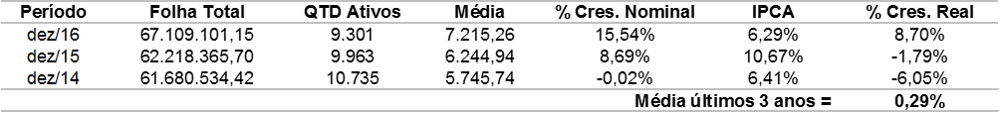 Período Folha Total QTD Ativos Média % Cres. Nominal IPCA % Cres. Real
dez/16 67.109.101,15 9.301 7.215,26 15,54% 6,29% 8,70%
dez/15 62.218.365,70 9.963 6.244,94 8,69% 10,67% -1,79%
dez/14 61.680.534,42 10.735 5.745,74 -0,02% 6,41% -6,05%
Média últimos 3 anos = 0,29%